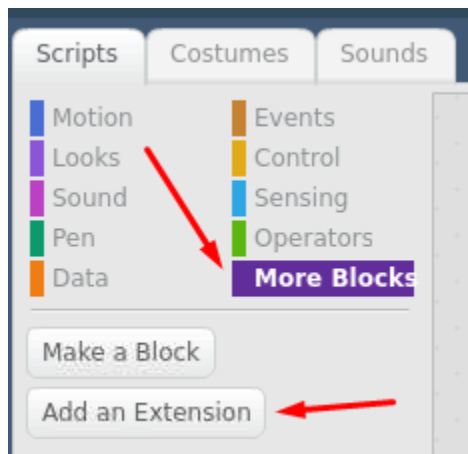 Scripts Costumes Sounds
Motion Events
Looks Control
Sound Sensing
Pen Operators
Data More Blocks
Make a Block
Add an Extension